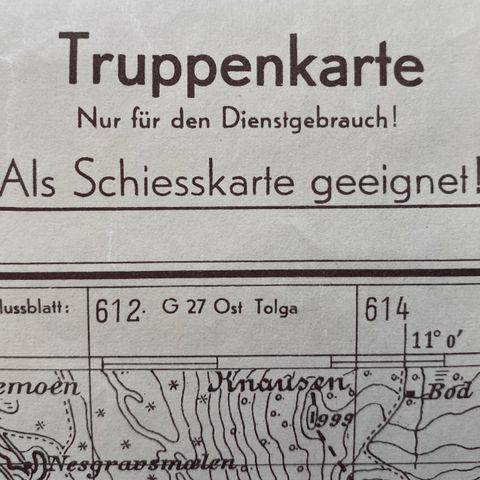 Truppenkarte
Nur für den Dienstgebrauch!
Als Schiesskarte geeignet!
lussblatt: 612. G 27 Ost Tolga 614
11° 0'
emoen Knausen Bod
999
Nesgravsmælen